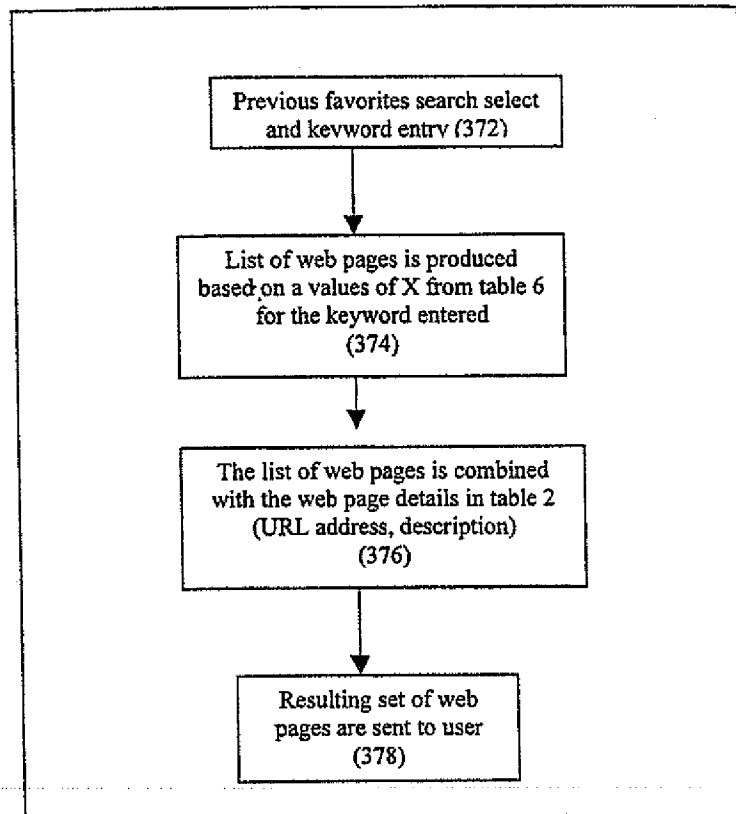 Previous favorites search select
and keyword entry (372)
List of web pages is produced
based on a values of X from table 6
for the keyword entered
(374)
The list of web pages is combined
with the web page details in table 2
(URL address, description)
(376)
Resulting set of web
pages are sent to user
(378)